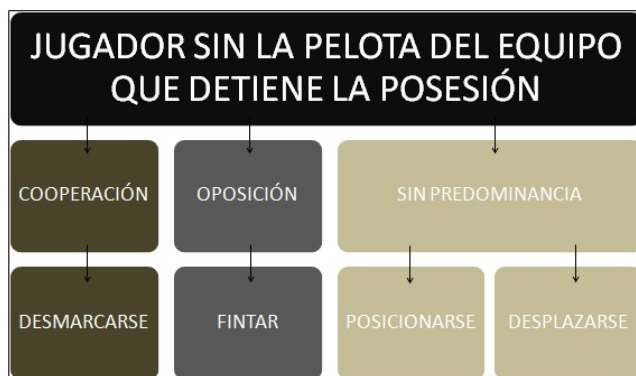 JUGADOR SIN LA PELOTA DEL EQUIPO
QUE DETIENE LA POSESIÓN
COOPERACIÓN
OPOSICIÓN
SIN PREDOMINANCIA
DESMARCARSE
FINTAR
POSICIONARSE
DESPLAZARSE